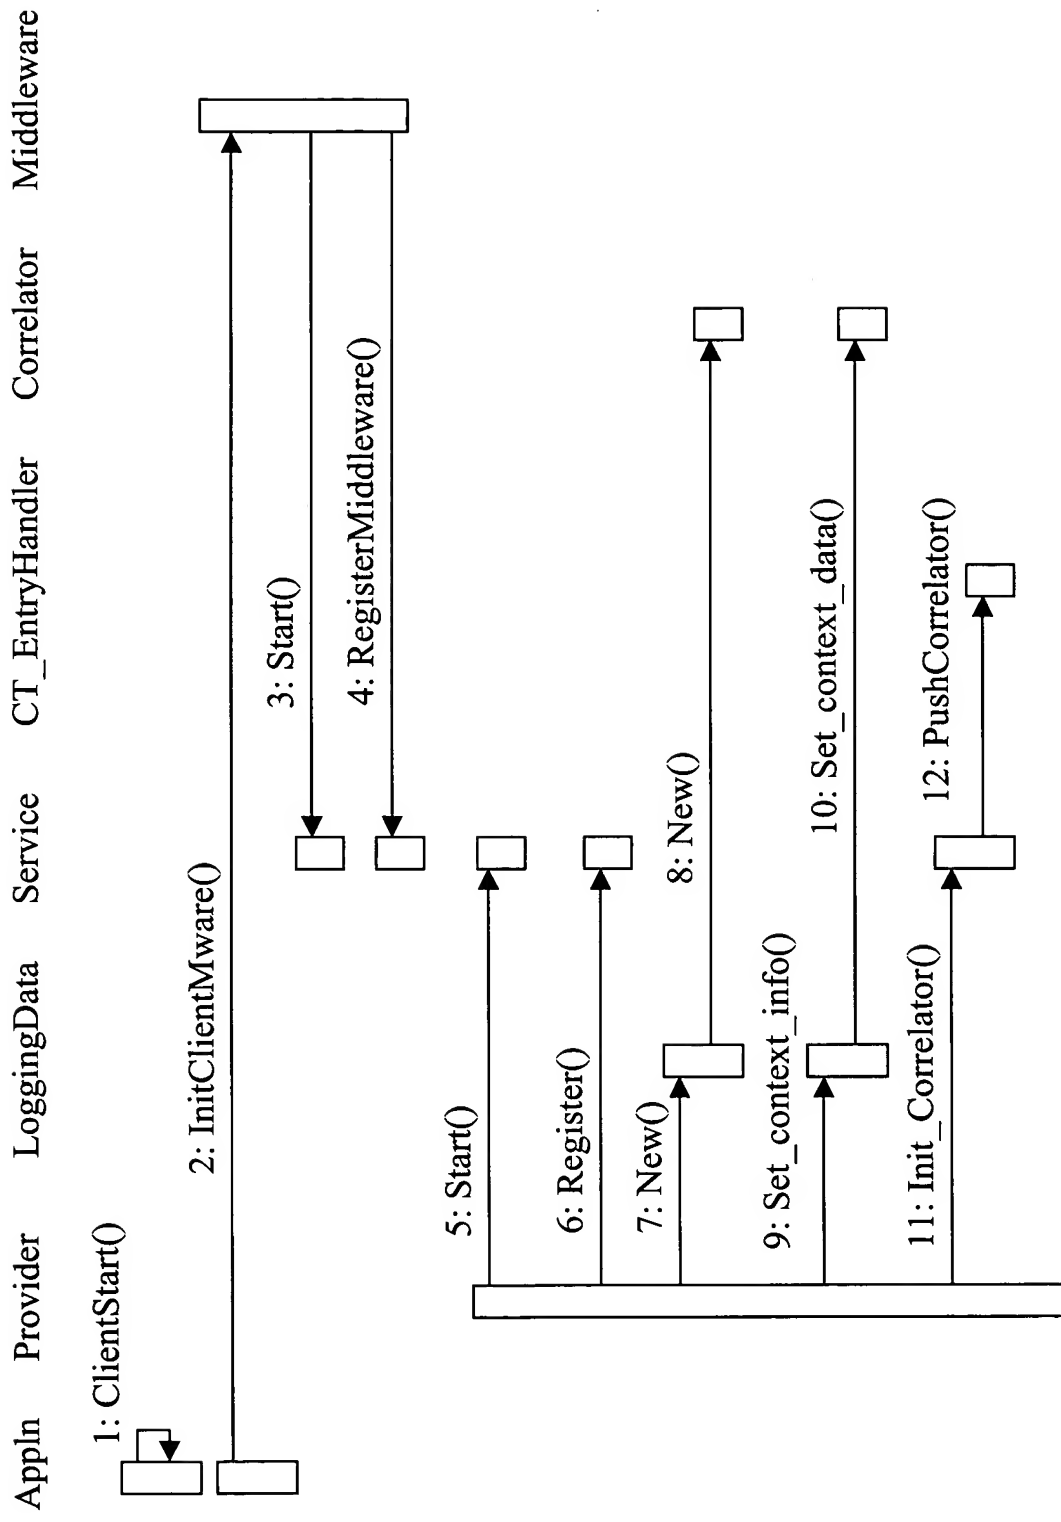 Appln Provider LoggingData Service CT_EntryHandler Correlator Middleware
1: ClientStart()
2: InitClientMware()
3: Start()
4: RegisterMiddleware()
5: Start()
6: Register()
7: New()
8: New()
9: Set_context_info()
10: Set_context_data()
11: Init_Correlator()
12: PushCorrelator()